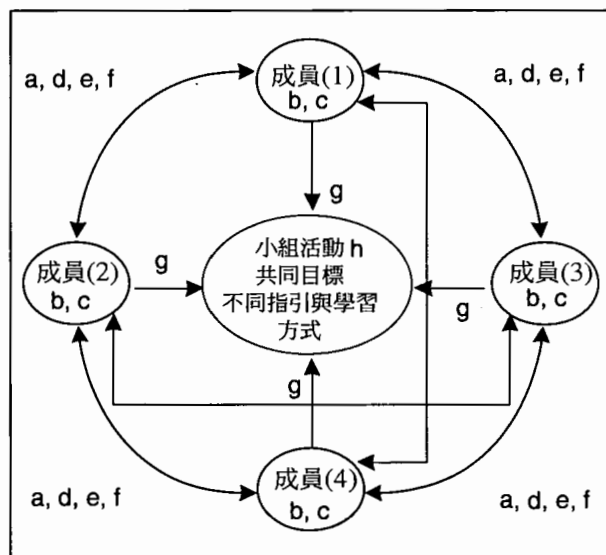 a, d, e, f
成員(1)
b, c
a, d, e, f
g
成員(2)
b, c
g
小組活動 h
共同目標
不同指引與學習
方式
g
成員(3)
b, c
g
a, d, e, f
成員(4)
b, c
a, d, e, f